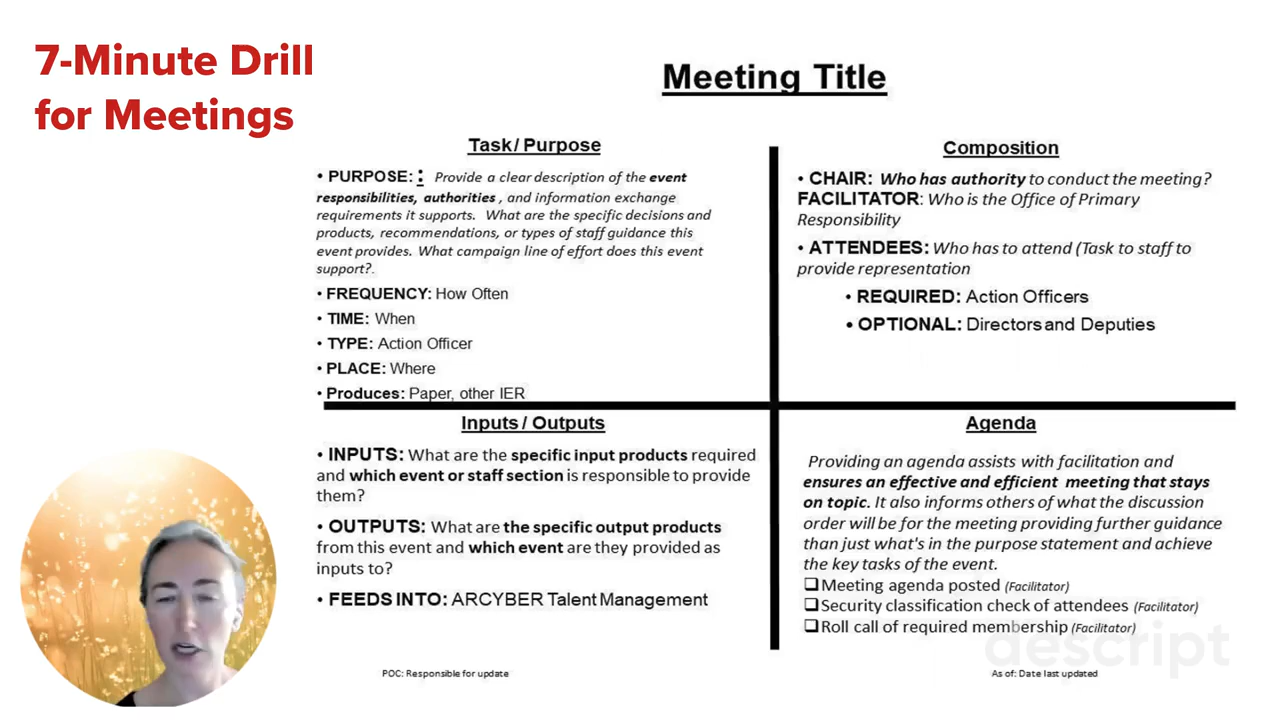 7-Minute Drill
for Meetings
Meeting Title
Task/ Purpose
• PURPOSE: : Provide a clear description of the event
responsibilities, authorities , and information exchange
requirements it supports. What are the specific decisions and
products, recommendations, or types of staff guidance this
event provides. What campaign line of effort does this event
support?.
• FREQUENCY: How Often
• TIME: When
• TYPE: Action Officer
• PLACE: Where
• Produces: Paper, other IER
Composition
• CHAIR: Who has authority to conduct the meeting?
FACILITATOR: Who is the Office of Primary
Responsibility
• ATTENDEES: Who has to attend (Task to staff to
provide representation
• REQUIRED: Action Officers
• OPTIONAL: Directors and Deputies
Inputs / Outputs
• INPUTS: What are the specific input products required
and which event or staff section is responsible to provide
them?
• OUTPUTS: What are the specific output products
from this event and which event are they provided as
inputs to?
• FEEDS INTO: ARCYBER Talent Management
Agenda
Providing an agenda assists with facilitation and
ensures an effective and efficient meeting that stays
on topic. It also informs others of what the discussion
order will be for the meeting providing further guidance
than just what's in the purpose statement and achieve
the key tasks of the event.
❑Meeting agenda posted (Facilitator)
❑Security classification check of attendees (Facilitator)
❑Roll call of required membership (Facilitator)
descript
POC: Responsible for update
As of: Date last updated